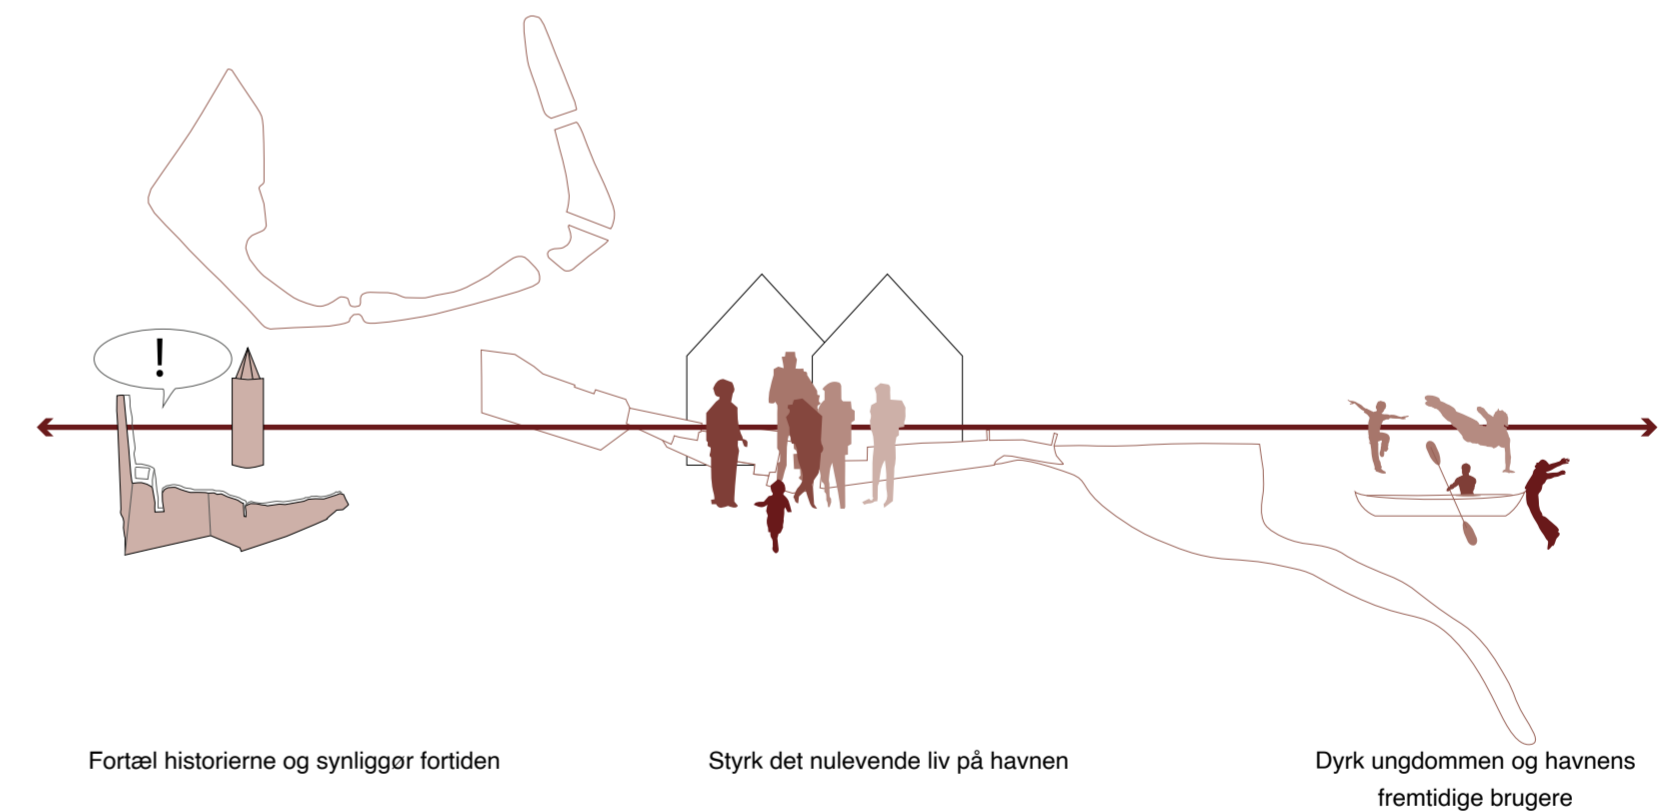 !
Fortæl historierne og synliggør fortiden
Styrk det nulevende liv på havnen
Dyrk ungdommen og havnens
fremtidige brugere